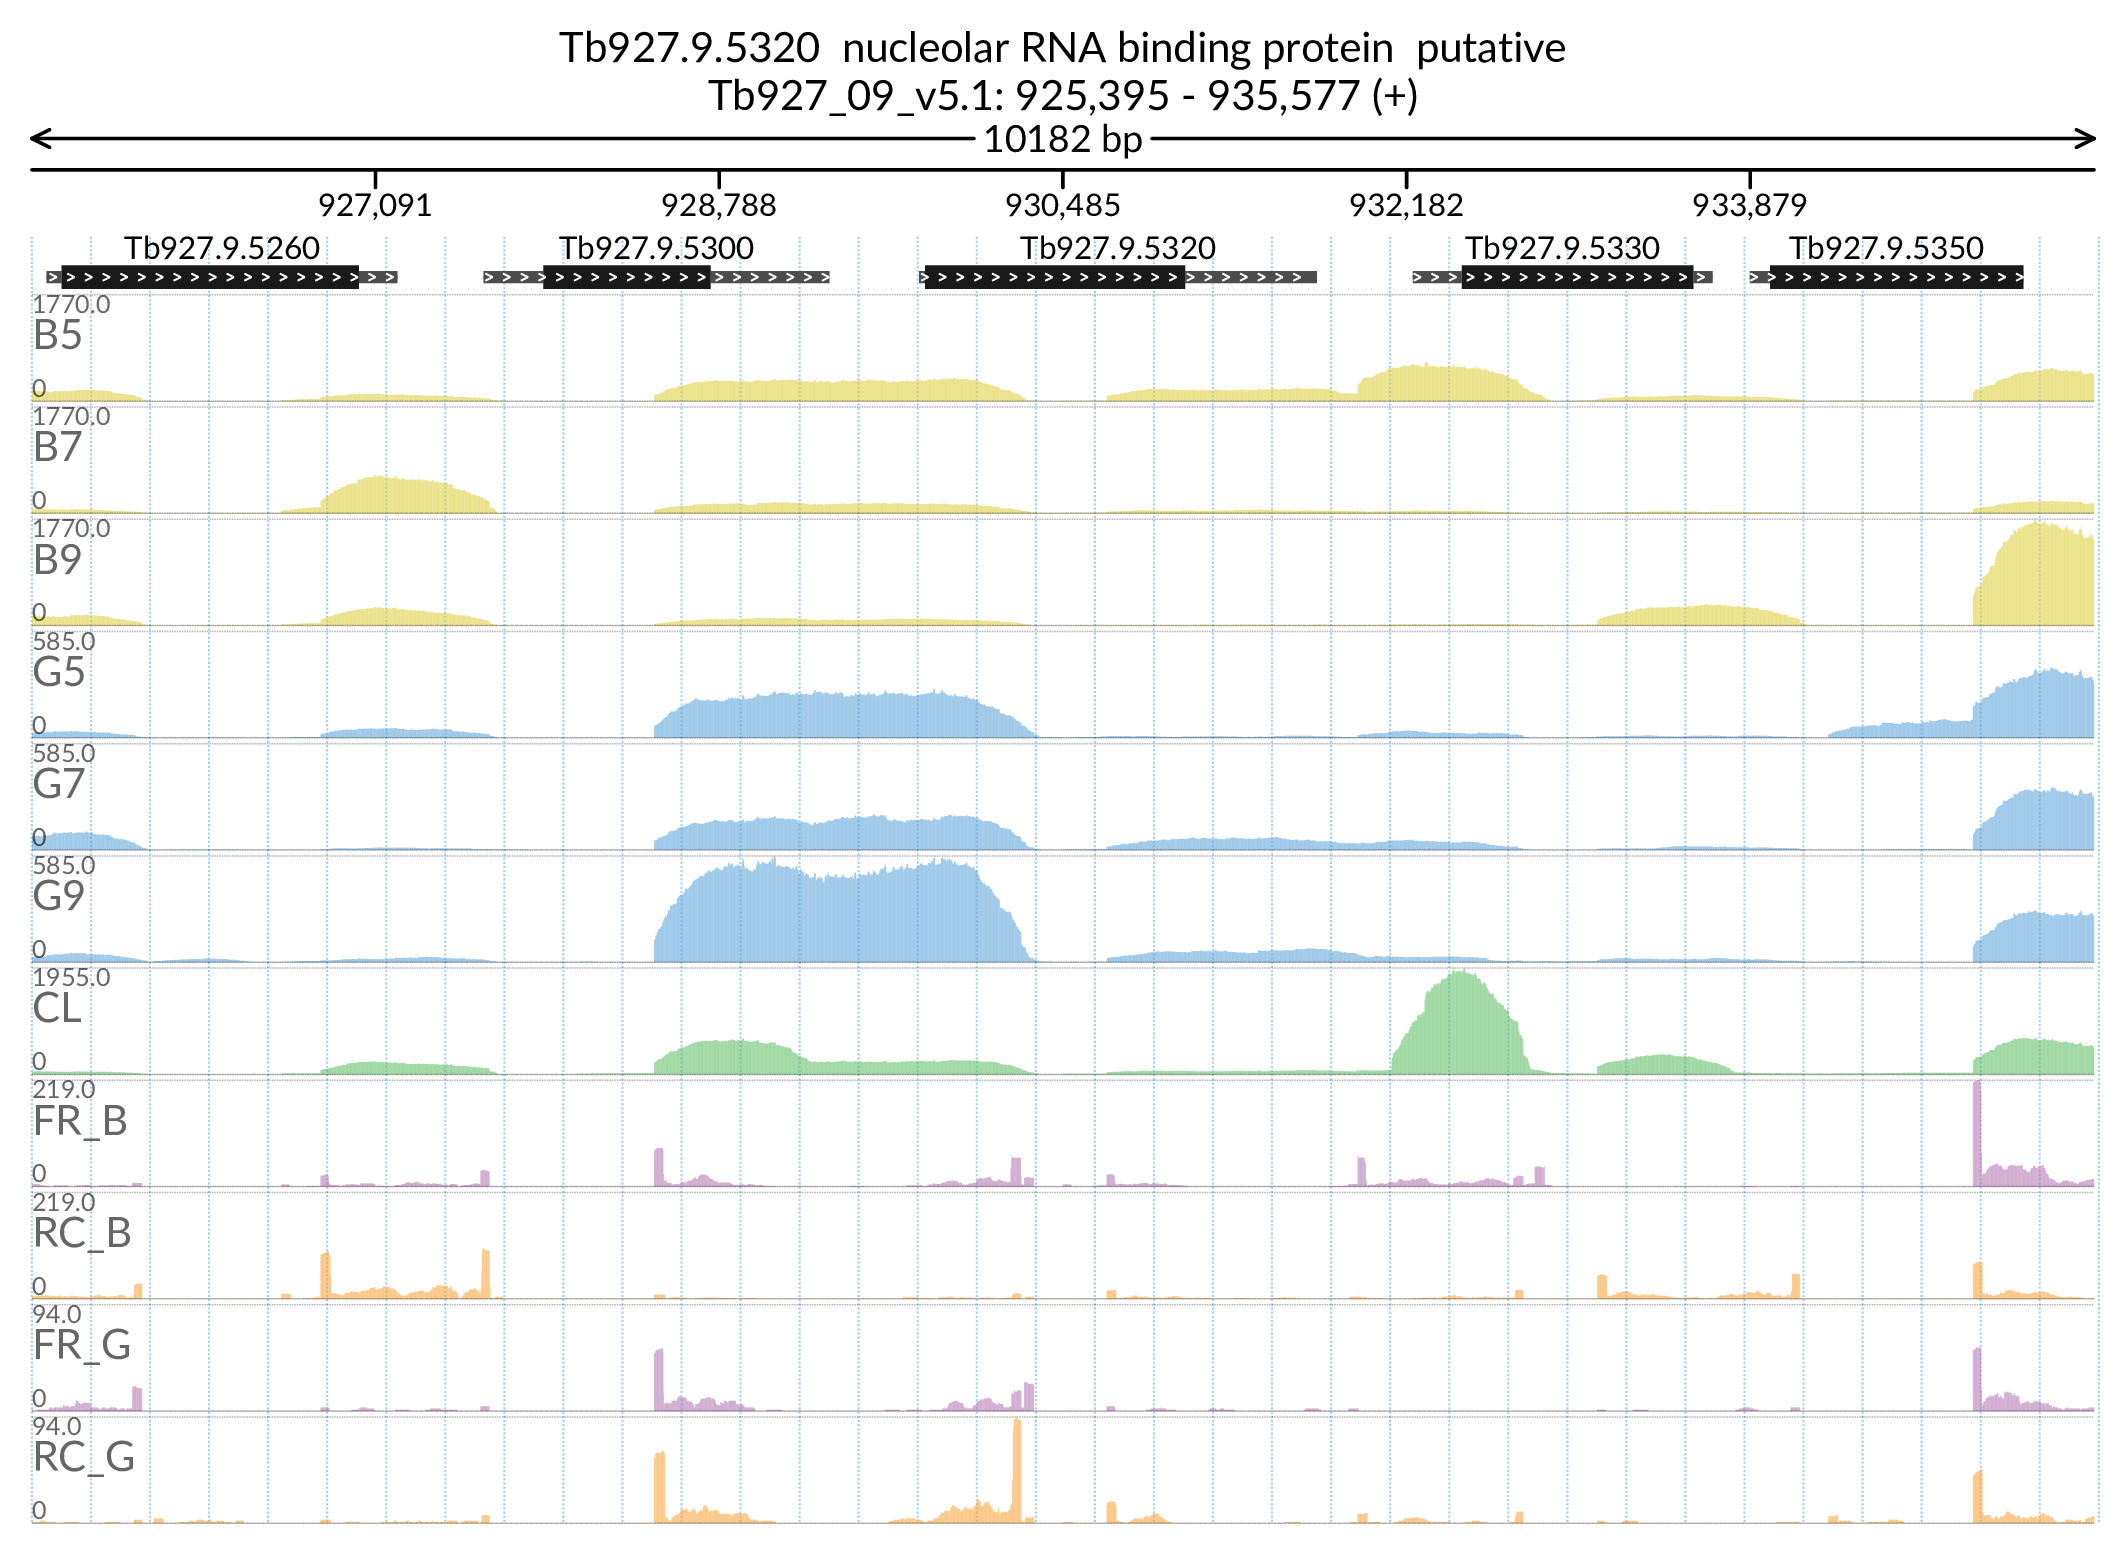 Tb927.9.5320  nucleolar RNA binding protein  putative
Tb927_09_v5.1: 925,395 - 935,577 (+)
10182 bp
927,091 928,788 930,485 932,182 933,879
Tb927.9.5260 Tb927.9.5300 Tb927.9.5320 Tb927.9.5330 Tb927.9.5350
1770.0
B5
0
1770.0
B7
0
1770.0
B9
0
585.0
G5
0
585.0
G7
0
585.0
G9
0
1955.0
CL
0
219.0
FR_B
0
219.0
RC_B
0
94.0
FR_G
0
94.0
RC_G
0